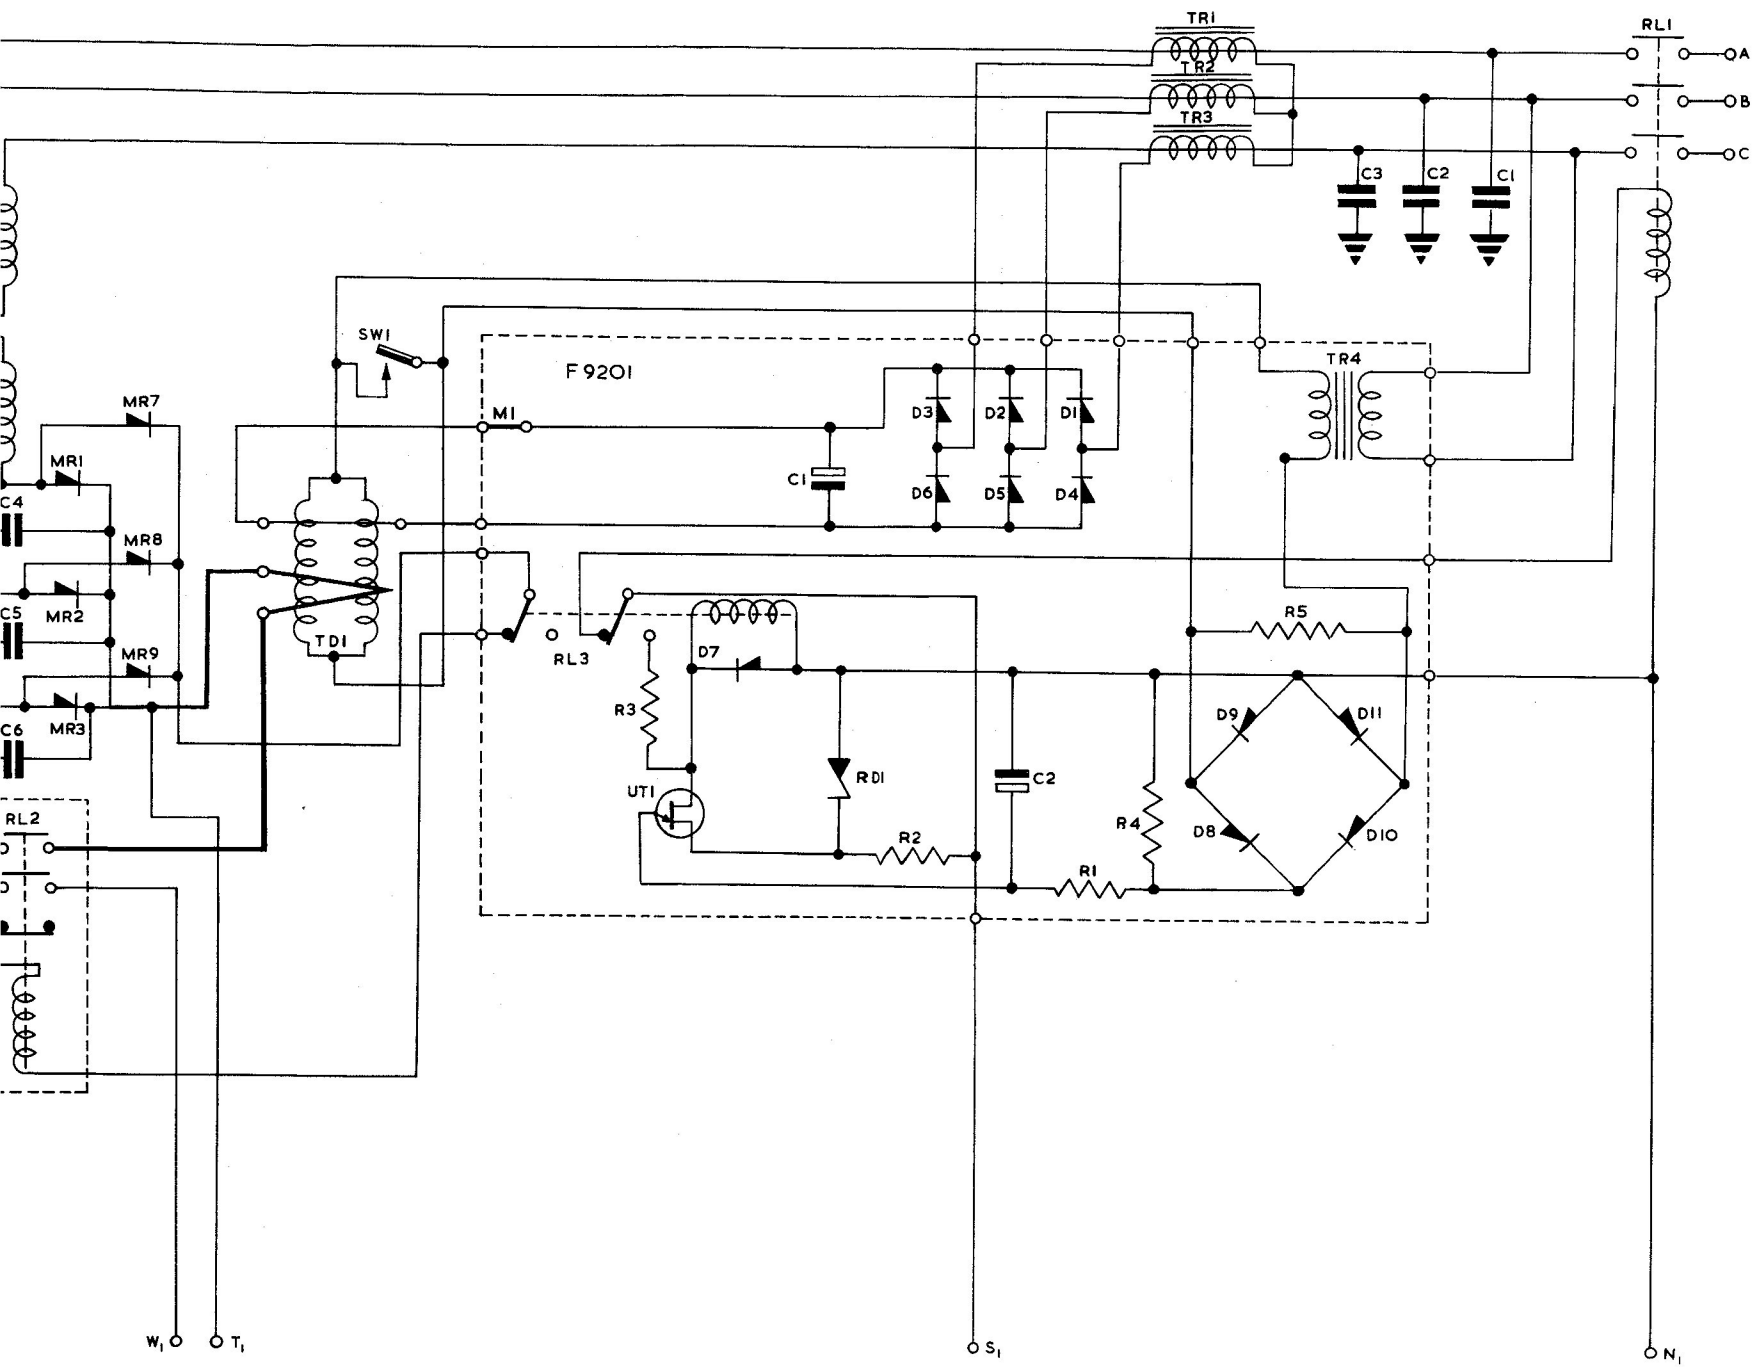 TR1
RL1
A
TR2
B
TR3
C
C3
C2
C1
SW1
TR4
F9201
MR7
M1
D3
D2
D1
MR1
C1
D6
D5
D4
C4
MR8
C5
MR2
R5
TD1
MR9
RL3
D7
R3
D9
D11
MR3
C6
RD1
C2
UT1
RL2
R4
D8
D10
R2
R1
W1
T1
S1
N1